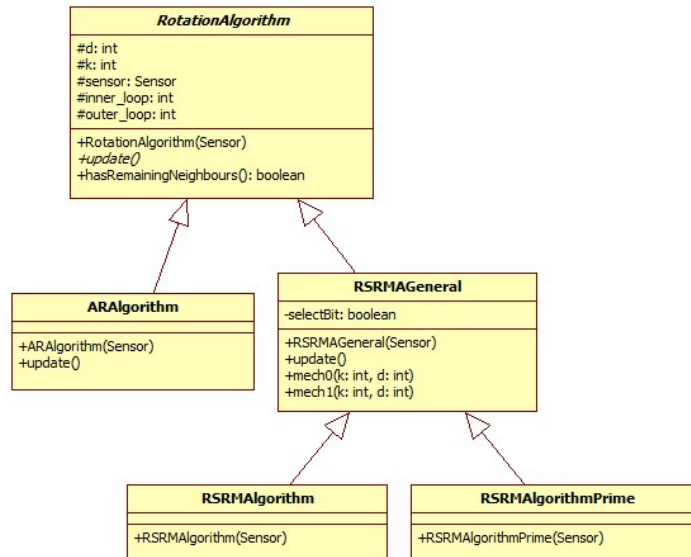 RotationAlgorithm
#d: int
#k: int
#sensor: Sensor
#inner_loop: int
#outer_loop: int
+RotationAlgorithm(Sensor)
+update()
+hasRemainingNeighbours(): boolean
ARAlgorithm
+ARAlgorithm(Sensor)
+update()
RSRMAGeneral
-selectBit: boolean
+RSRMAGeneral(Sensor)
+update()
+mech0(k: int, d: int)
+mech1(k: int, d: int)
RSRMAlgorithm
+RSRMAlgorithm(Sensor)
RSRMAlgorithmPrime
+RSRMAlgorithmPrime(Sensor)